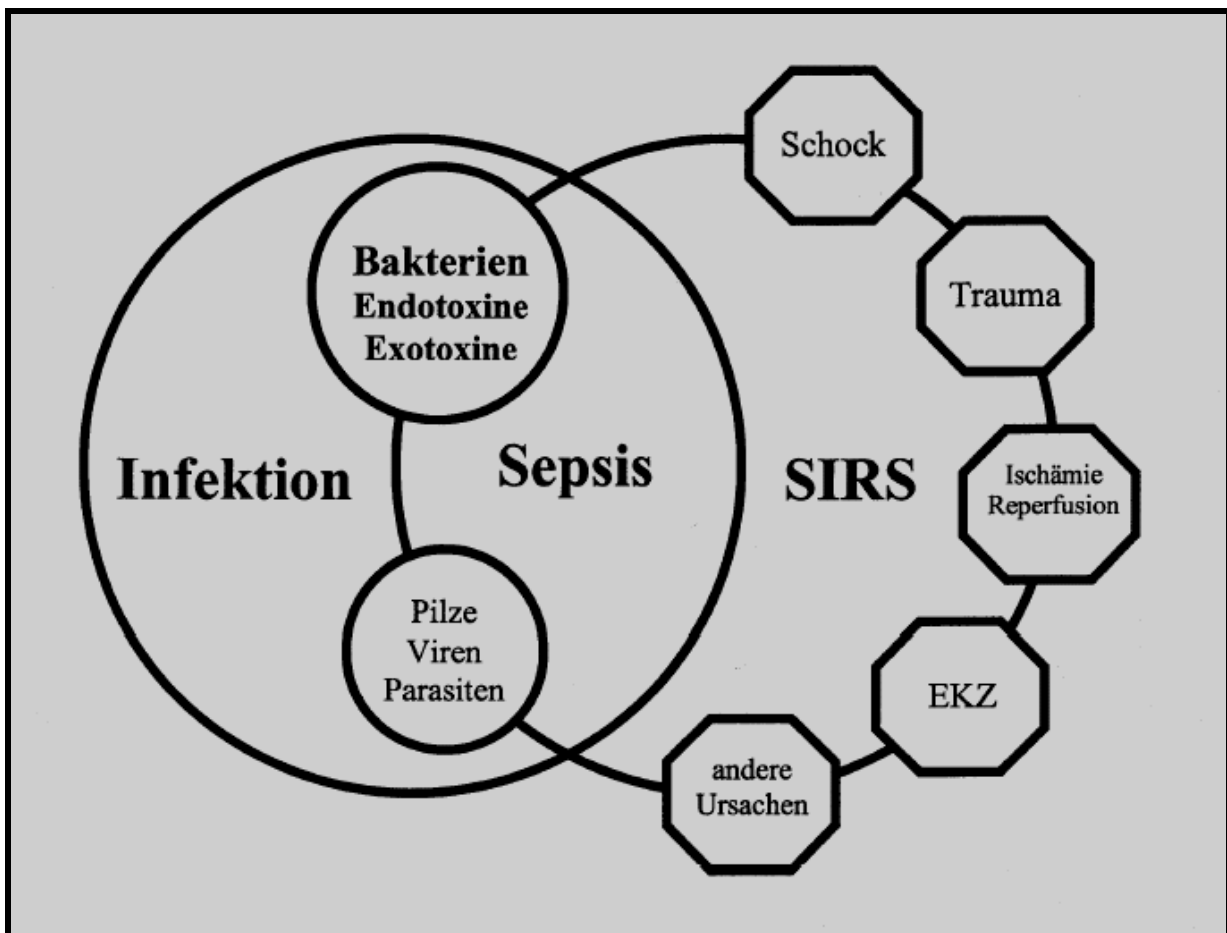 Schock
Bakterien
Endotoxine
Exotoxine
Trauma
Infektion
Sepsis
SIRS
Ischämie
Reperfusion
Pilze
Viren
Parasiten
EKZ
andere
Ursachen